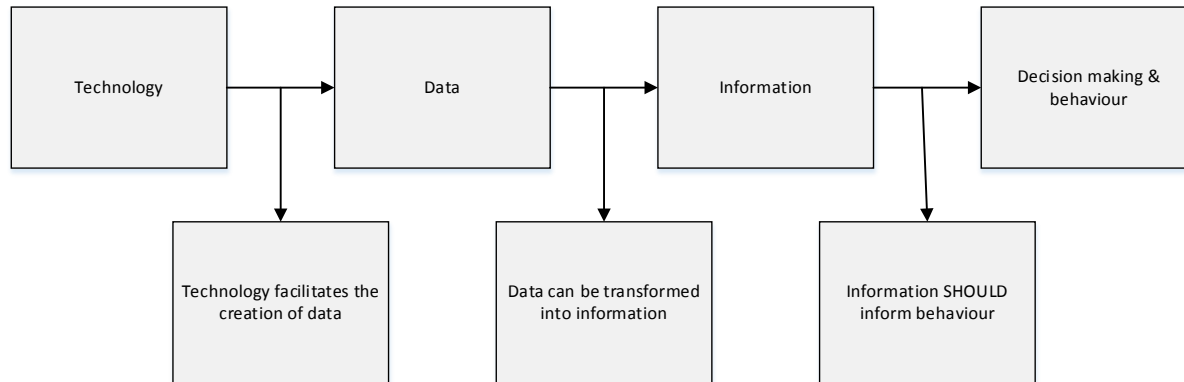 Technology
Data
Information
Decision making &
behaviour
Technology facilitates the
creation of data
Data can be transformed
into information
Information SHOULD
inform behaviour